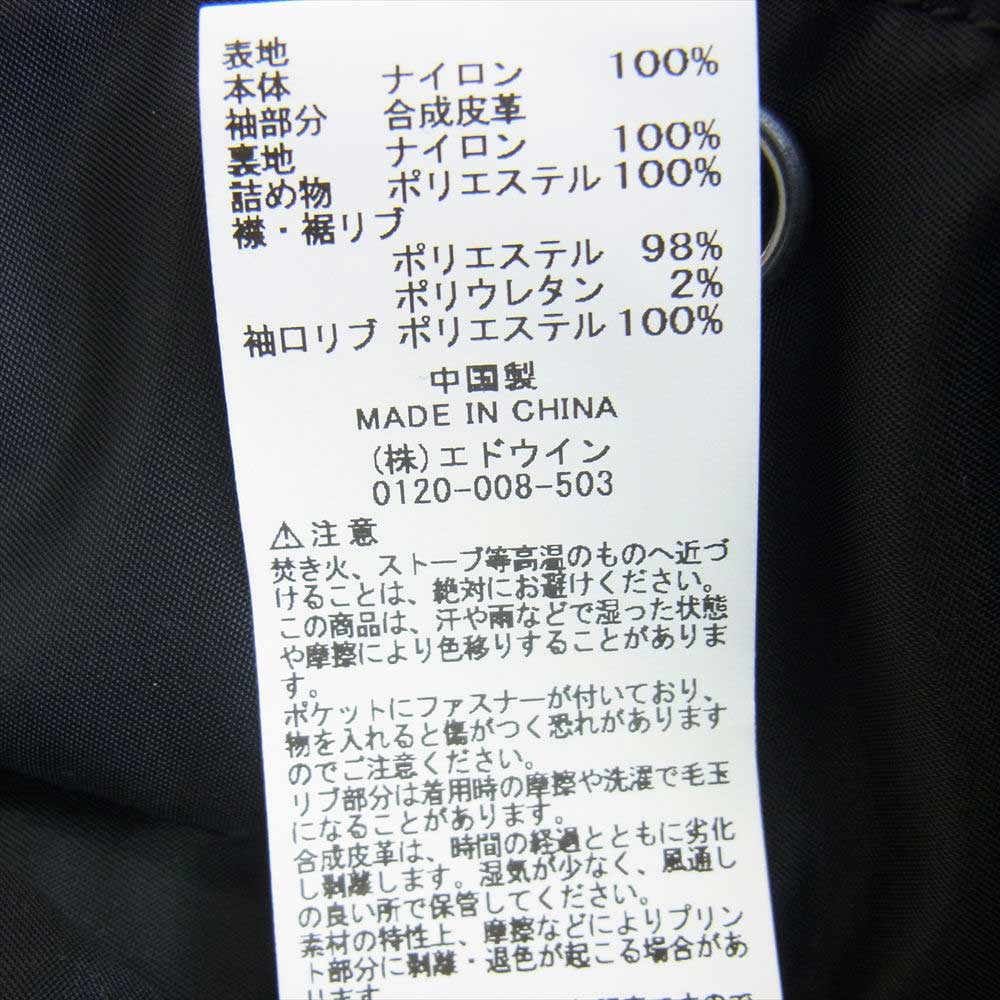 表地
本体 ナイロン 100%
袖部分 合成皮革
裏地 ナイロン 100%
詰め物 ポリエステル 100%
襟・裾リブ
ポリエステル 98%
ポリウレタン 2%
袖口リブ ポリエステル 100%
中国製
MADE IN CHINA
(株)エドウイン
0120-008-503
⚠注意
焚き火、ストーブ等高温のものへ近づ
けることは、絶対にお避けください。
この商品は、汗や雨などで湿った状態
や摩擦により色移りすることがありま
す。
ポケットにファスナーが付いており、
物を入れると傷がつく恐れがあります
のでご注意ください。
リブ部分は着用時の摩擦や洗濯で毛玉
になることがあります。
合成皮革は、時間の経過とともに劣化
し剥離します。湿気が少なく、風通し
の良い所で保管してください。
素材の特性上、摩擦などによりプリン
ト部分に剥離・退色が起こる場合があ
ります。